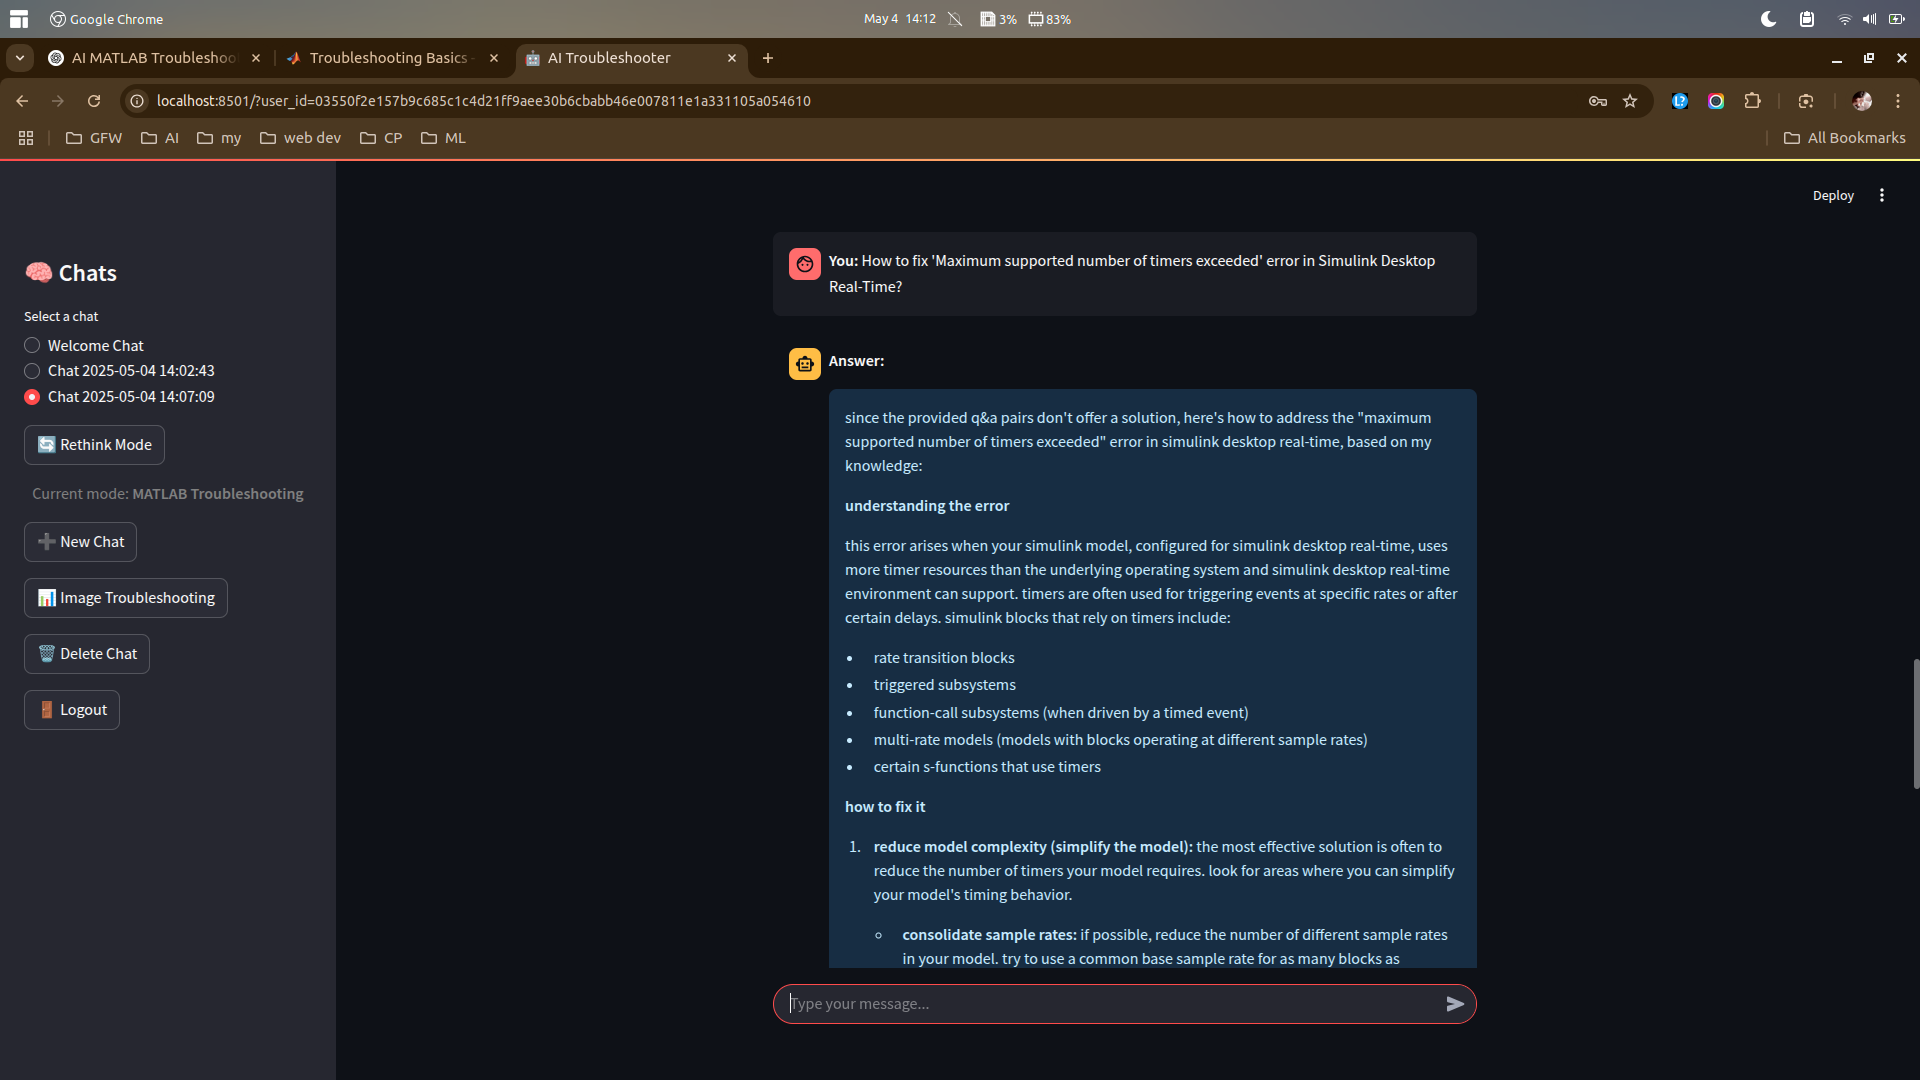 Google Chrome
May 4 14:12
3%
83%
AI MATLAB Troubleshoo
Troubleshooting Basics -
AI Troubleshooter
localhost:8501/?user_id=03550f2e157b9c685c1c4d21ff9aee30b6cbabb46e007811e1a331105a054610
GFW
AI
my
web dev
CP
ML
All Bookmarks
Deploy
Chats
Select a chat
Welcome Chat
Chat 2025-05-04 14:02:43
Chat 2025-05-04 14:07:09
Rethink Mode
Current mode: MATLAB Troubleshooting
New Chat
Image Troubleshooting
Delete Chat
Logout
You: How to fix 'Maximum supported number of timers exceeded' error in Simulink Desktop
Real-Time?
Answer:
since the provided q&a pairs don't offer a solution, here's how to address the "maximum
supported number of timers exceeded" error in simulink desktop real-time, based on my
knowledge:
understanding the error
this error arises when your simulink model, configured for simulink desktop real-time, uses
more timer resources than the underlying operating system and simulink desktop real-time
environment can support. timers are often used for triggering events at specific rates or after
certain delays. simulink blocks that rely on timers include:
• rate transition blocks
• triggered subsystems
• function-call subsystems (when driven by a timed event)
• multi-rate models (models with blocks operating at different sample rates)
• certain s-functions that use timers
how to fix it
1. reduce model complexity (simplify the model): the most effective solution is often to
reduce the number of timers your model requires. look for areas where you can simplify
your model's timing behavior.
◦ consolidate sample rates: if possible, reduce the number of different sample rates
in your model. try to use a common base sample rate for as many blocks as
Type your message...